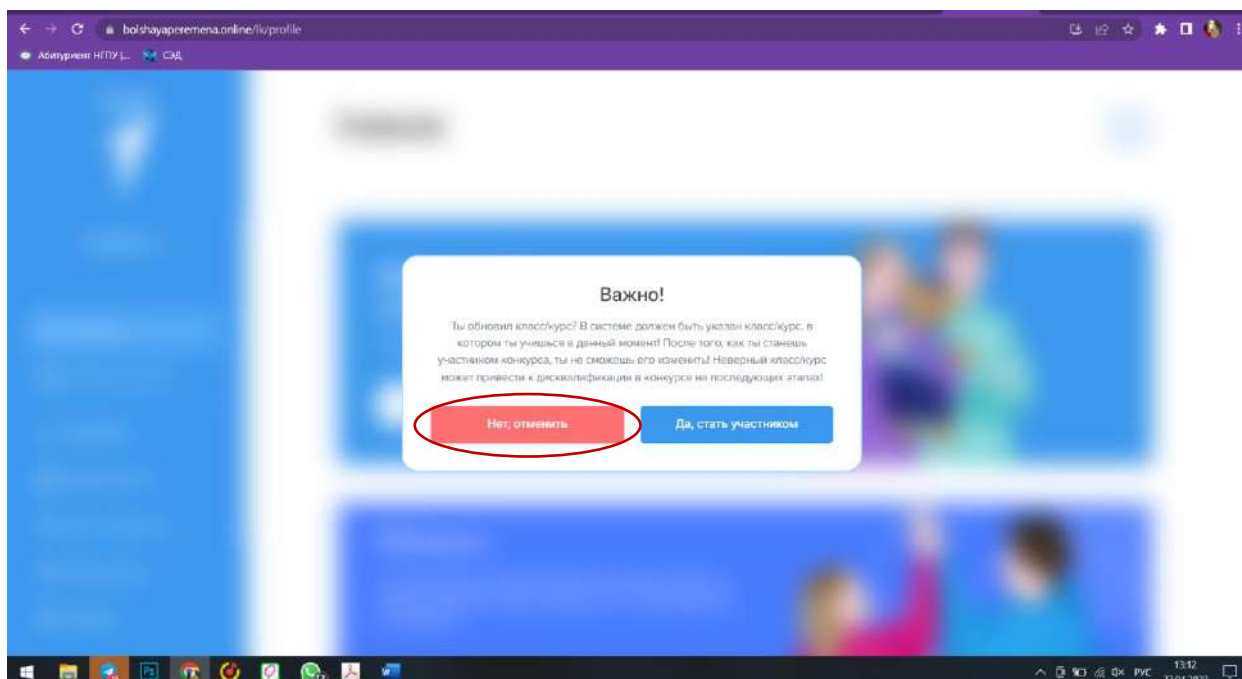 bolshayaperemena.online/lk/profile
Абитуриент НГПУ |... СЭД
Важно!
Ты обновил класс/курс? В системе должен быть указан класс/курс, в
котором ты учишься в данный момент! После того, как ты станешь
участником конкурса, ты не сможешь его изменить! Неверный класс/курс
может привести к дисквалификации в конкурсе на последующих этапах!
Нет, отменить Да, стать участником
РУС 13:12